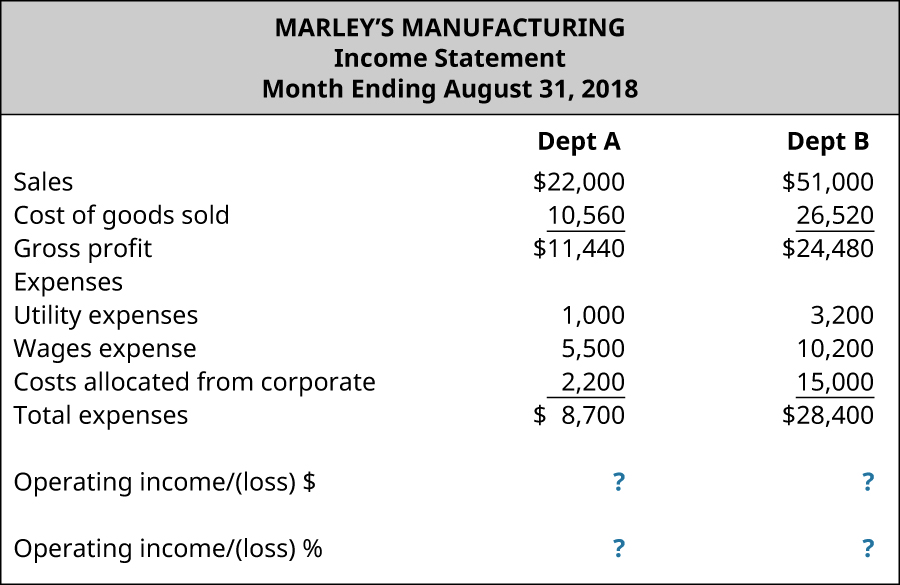 MARLEY’S MANUFACTURING
Income Statement
Month Ending August 31, 2018
Dept A Dept B
Sales $22,000 $51,000
Cost of goods sold 10,560 26,520
Gross profit $11,440 $24,480
Expenses
Utility expenses 1,000 3,200
Wages expense 5,500 10,200
Costs allocated from corporate 2,200 15,000
Total expenses $ 8,700 $28,400
Operating income/(loss) $ ? ?
Operating income/(loss) % ? ?